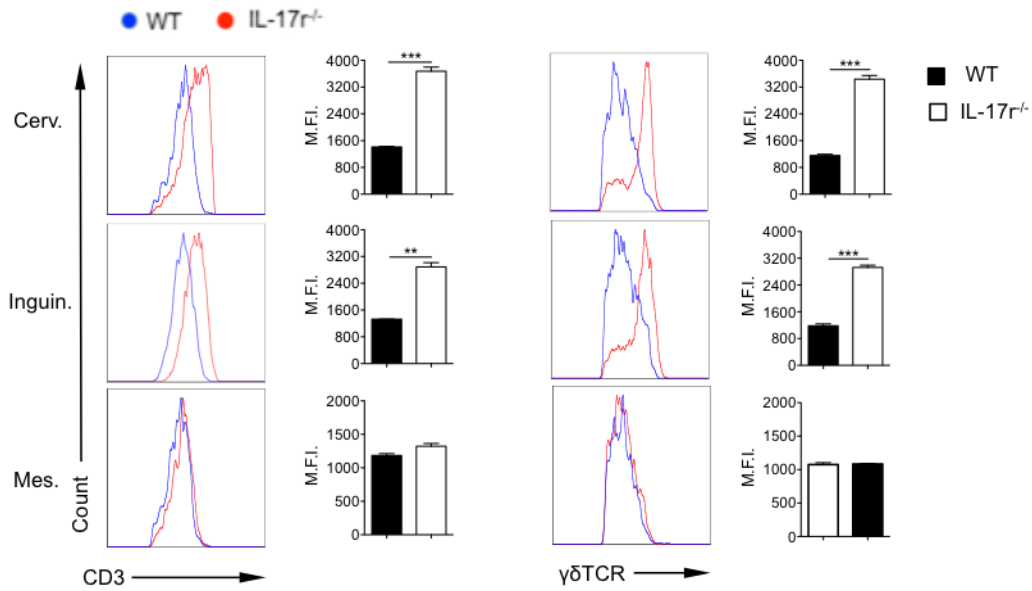 WT IL-17r-/-
Cerv.
Inguin.
Mes.
Count
CD3
M.F.I.
4000
3200
2400
1600
800
0
***
M.F.I.
4000
3200
2400
1600
800
0
**
M.F.I.
2000
1500
1000
500
0
γδTCR
M.F.I.
4000
3200
2400
1600
800
0
***
M.F.I.
4000
3200
2400
1600
800
0
***
M.F.I.
2000
1500
1000
500
0
WT
IL-17r-/-